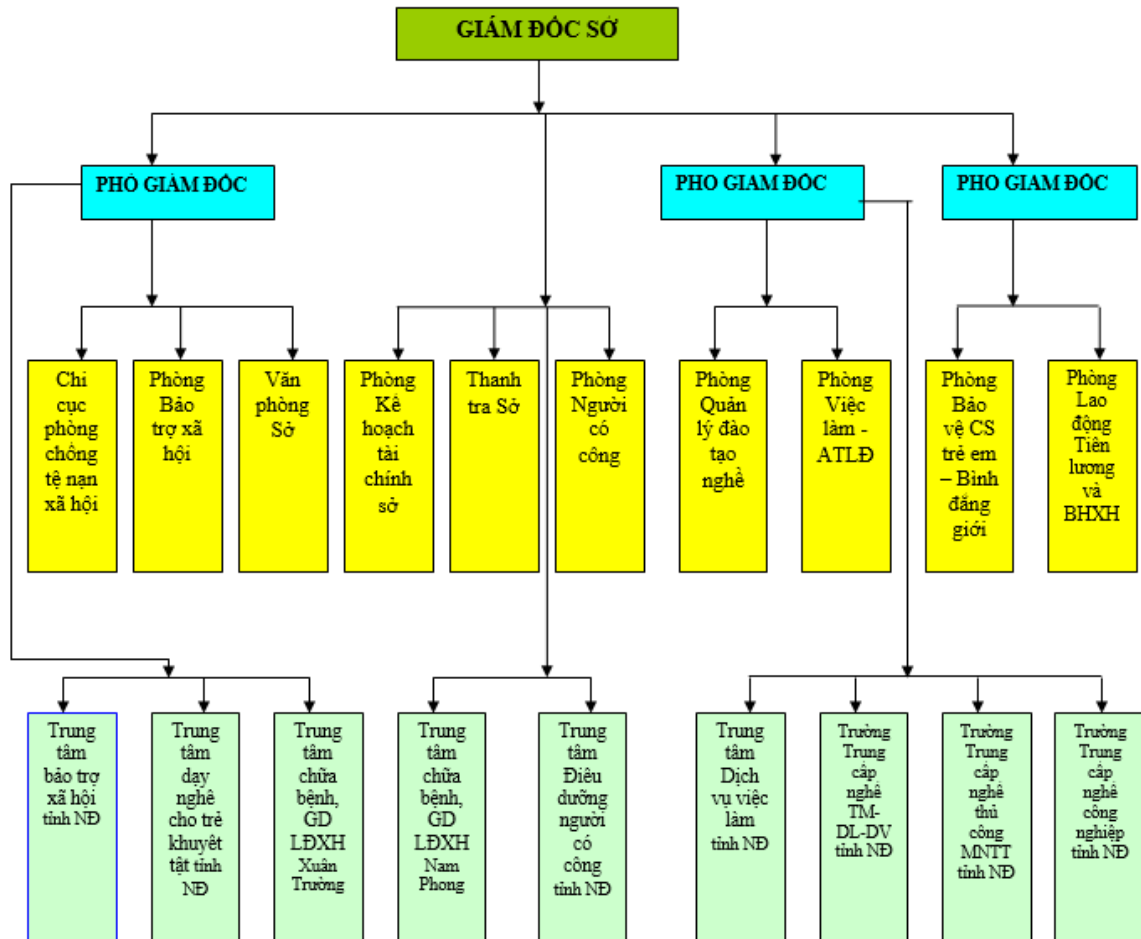 GIÁM ĐỐC SỞ
PHÓ GIÁM ĐỐC
PHO GIAM ĐỐC
PHO GIAM ĐỐC
Chi
cục
phòng
chống
tệ nạn
xã hội
Phòng
Bảo
trợ xã
hội
Văn
phòng
Sở
Phòng
Kế
hoạch
tài
chính
sở
Thanh
tra Sở
Phòng
Người
có
công
Phòng
Quản
lý đào
tạo
nghề
Phòng
Việc
làm -
ATLĐ
Phòng
Bảo
vệ CS
trẻ em
– Bình
đẳng
giới
Phòng
Lao
động
Tiền
lương
và
BHXH
Trung
tâm
bảo trợ
xã hội
tỉnh NĐ
Trung
tâm
dạy
nghề
cho trẻ
khuyết
tật tỉnh
NĐ
Trung
tâm
chữa
bệnh,
GD
LĐXH
Xuân
Trường
Trung
tâm
chữa
bệnh,
GD
LĐXH
Nam
Phong
Trung
tâm
Điều
dưỡng
người
có
công
tỉnh NĐ
Trung
tâm
Dịch
vụ việc
làm
tỉnh NĐ
Trường
Trung
cấp
nghề
TM-
DL-DV
tỉnh NĐ
Trường
Trung
cấp
nghề
thủ
công
MNTT
tỉnh NĐ
Trường
Trung
cấp
nghề
công
nghiệp
tỉnh NĐ